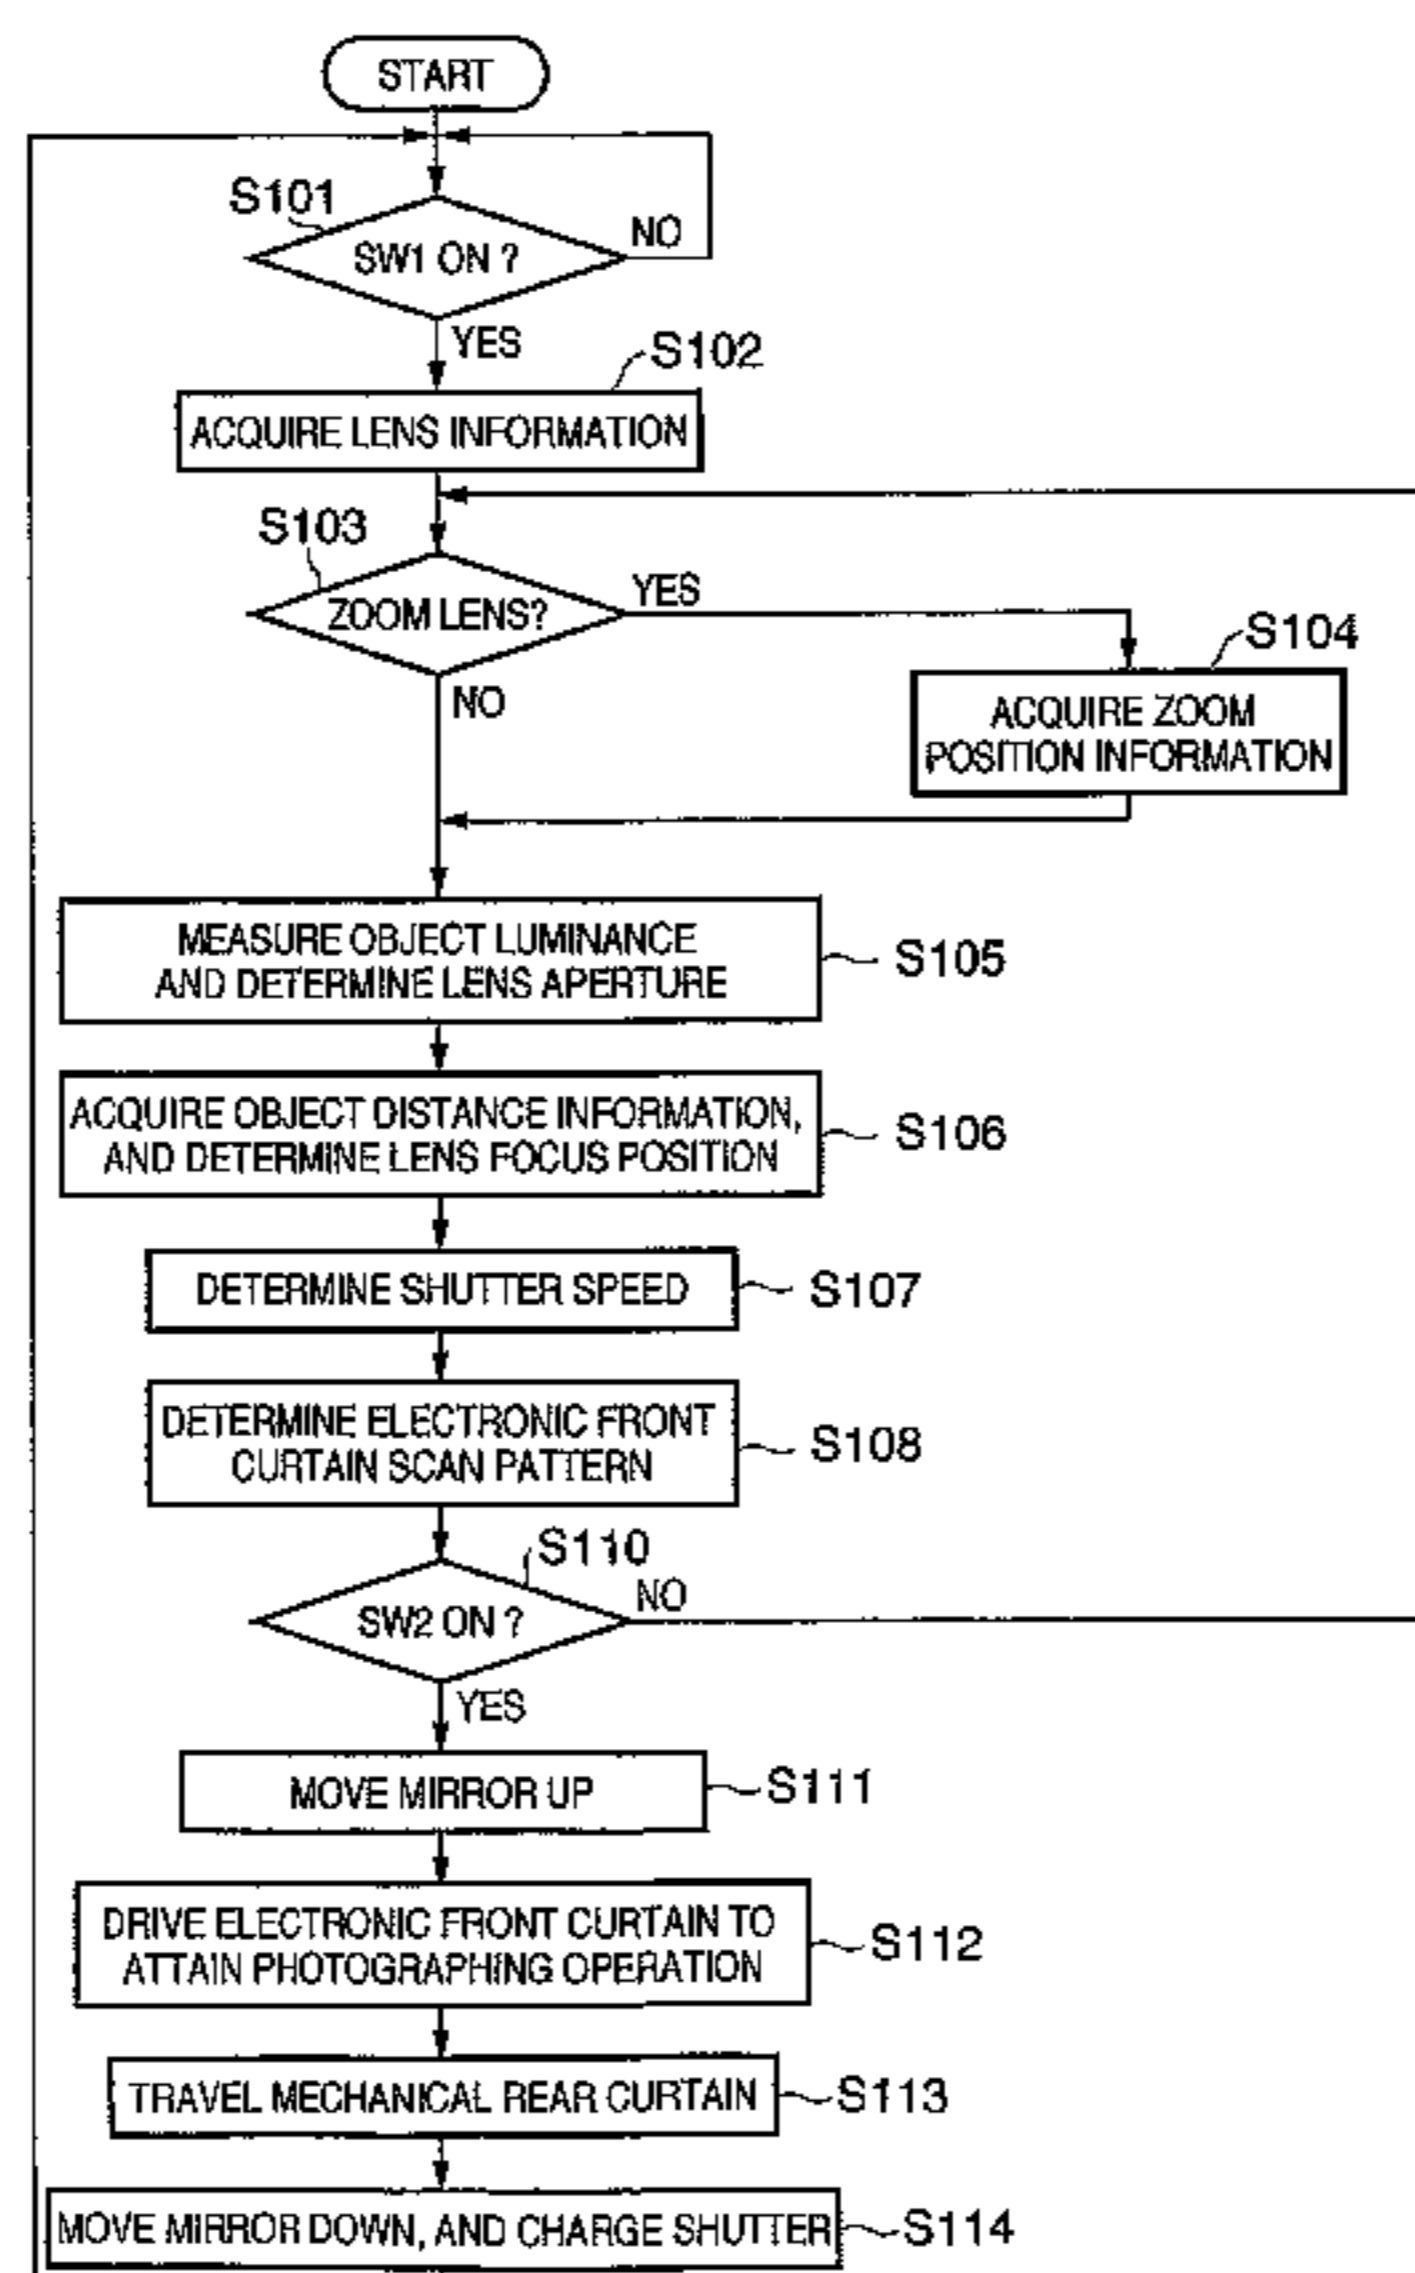 START
S101
SW1 ON ?
NO
YES
S102
ACQUIRE LENS INFORMATION
S103
ZOOM LENS?
YES
NO
S104
ACQUIRE ZOOM
POSITION INFORMATION
MEASURE OBJECT LUMINANCE
AND DETERMINE LENS APERTURE
S105
ACQUIRE OBJECT DISTANCE INFORMATION,
AND DETERMINE LENS FOCUS POSITION
S106
DETERMINE SHUTTER SPEED
S107
DETERMINE ELECTRONIC FRONT
CURTAIN SCAN PATTERN
S108
S110
SW2 ON ?
NO
YES
MOVE MIRROR UP
S111
DRIVE ELECTRONIC FRONT CURTAIN TO
ATTAIN PHOTOGRAPHING OPERATION
S112
TRAVEL MECHANICAL REAR CURTAIN
S113
MOVE MIRROR DOWN, AND CHARGE SHUTTER
S114